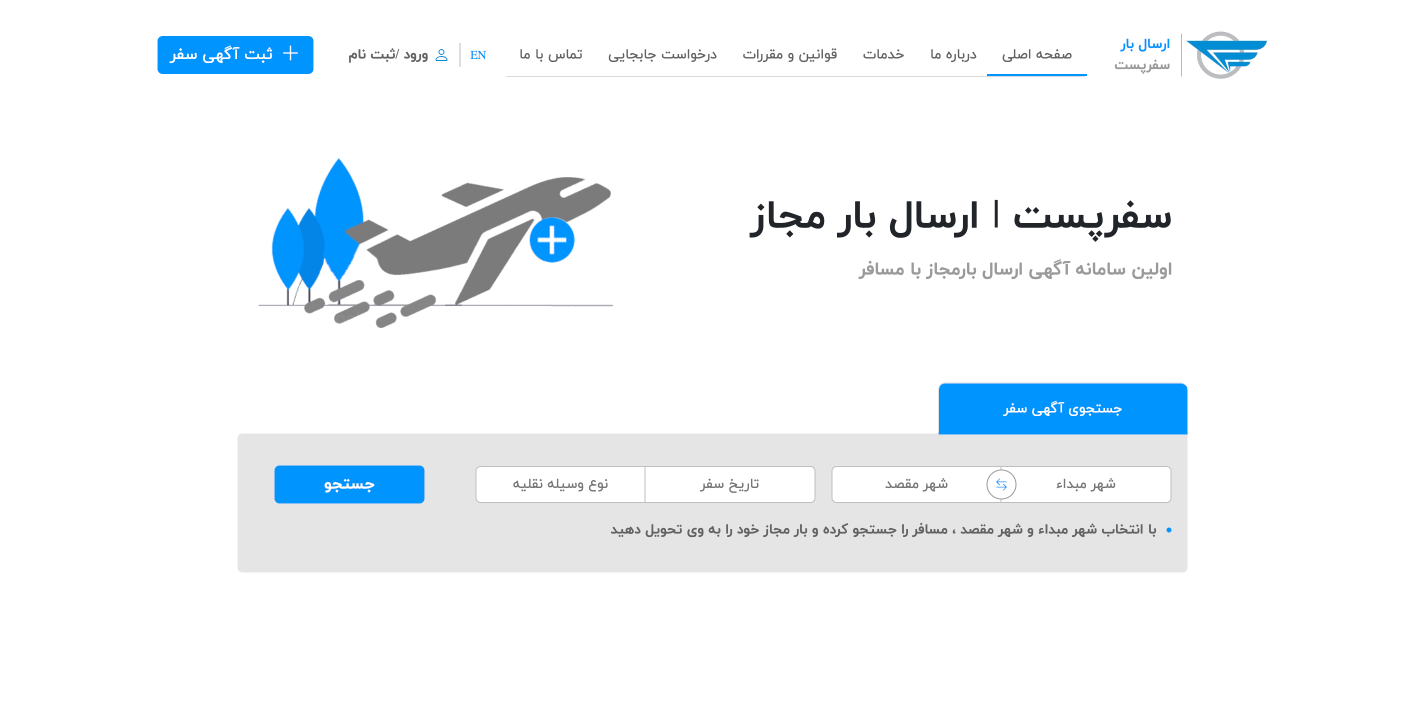 ارسال بار
سفرپست
صفحه اصلی
درباره ما
خدمات
قوانین و مقررات
درخواست جابجایی
تماس با ما
EN
ورود /ثبت نام
ثبت آگهی سفر
سفرپست | ارسال بار مجاز
اولین سامانه آگهی ارسال بارمجاز با مسافر
جستجوی آگهی سفر
شهر مبداء
شهر مقصد
تاریخ سفر
نوع وسیله نقلیه
جستجو
با انتخاب شهر مبداء و شهر مقصد ، مسافر را جستجو کرده و بار مجاز خود را به وی تحویل دهید